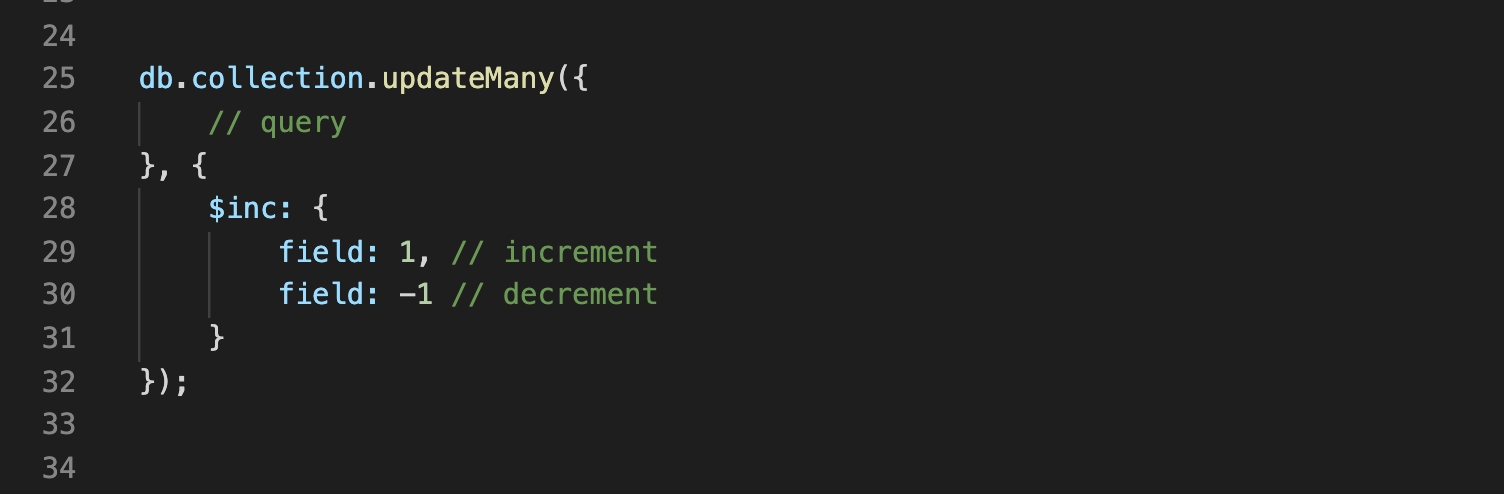 24
25 db.collection.updateMany({
26 // query
27 }, {
28 $inc: {
29 field: 1, // increment
30 field: -1 // decrement
31 }
32 });
33
34